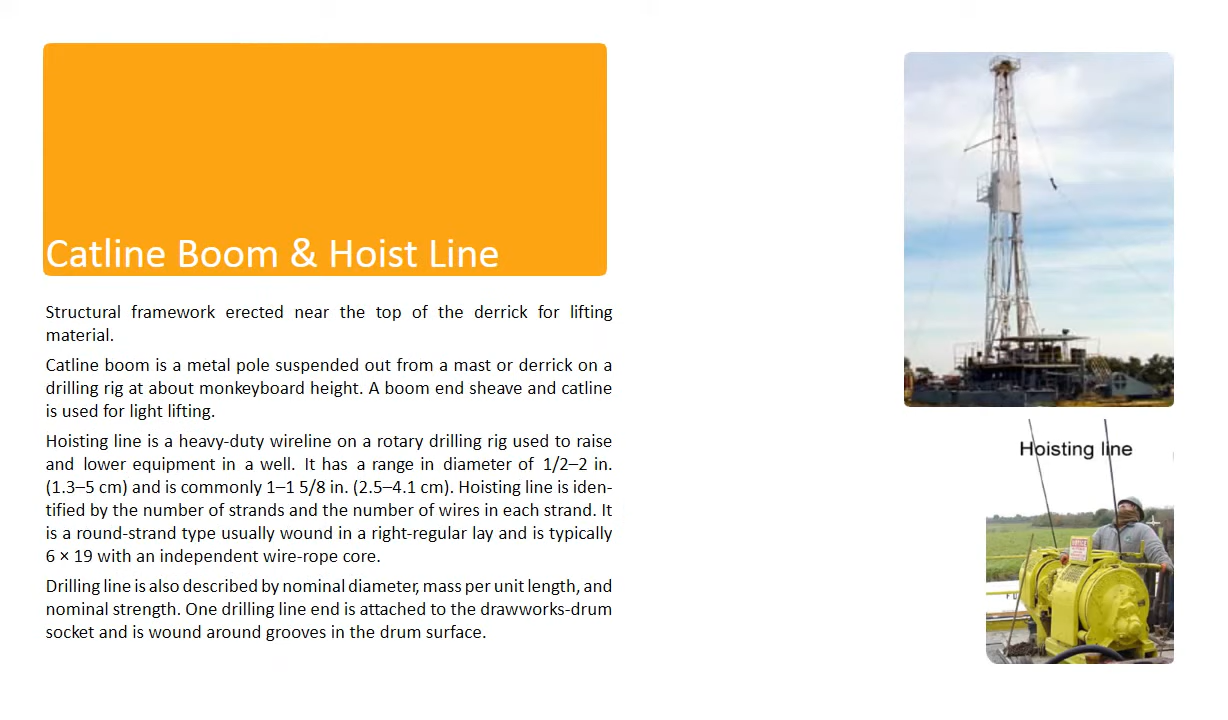 Catline Boom & Hoist Line
Structural framework erected near the top of the derrick for lifting
material.
Catline boom is a metal pole suspended out from a mast or derrick on a
drilling rig at about monkeyboard height. A boom end sheave and catline
is used for light lifting.
Hoisting line is a heavy-duty wireline on a rotary drilling rig used to raise
and lower equipment in a well. It has a range in diameter of 1/2–2 in.
(1.3–5 cm) and is commonly 1–1 5/8 in. (2.5–4.1 cm). Hoisting line is iden-
tified by the number of strands and the number of wires in each strand. It
is a round-strand type usually wound in a right-regular lay and is typically
6 × 19 with an independent wire-rope core.
Drilling line is also described by nominal diameter, mass per unit length, and
nominal strength. One drilling line end is attached to the drawworks-drum
socket and is wound around grooves in the drum surface.
Hoisting line